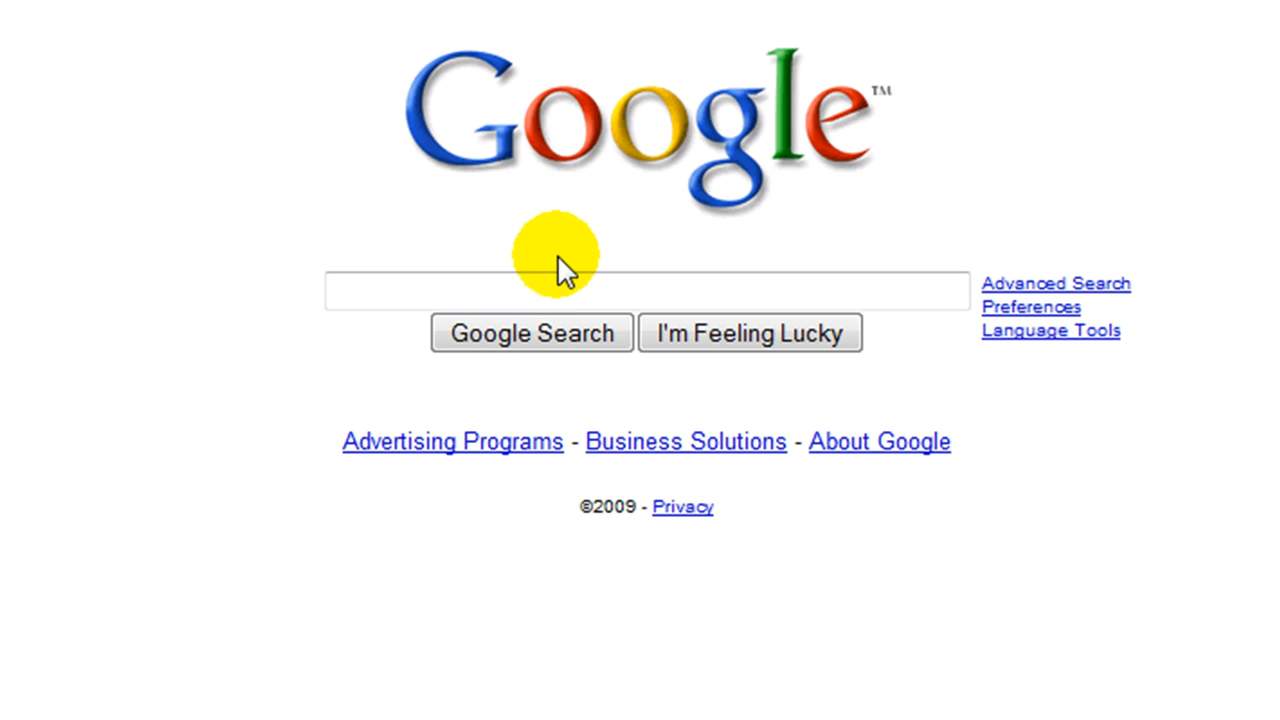 Google™
Advanced Search
Preferences
Language Tools
Google Search I'm Feeling Lucky
Advertising Programs - Business Solutions - About Google
©2009 - Privacy